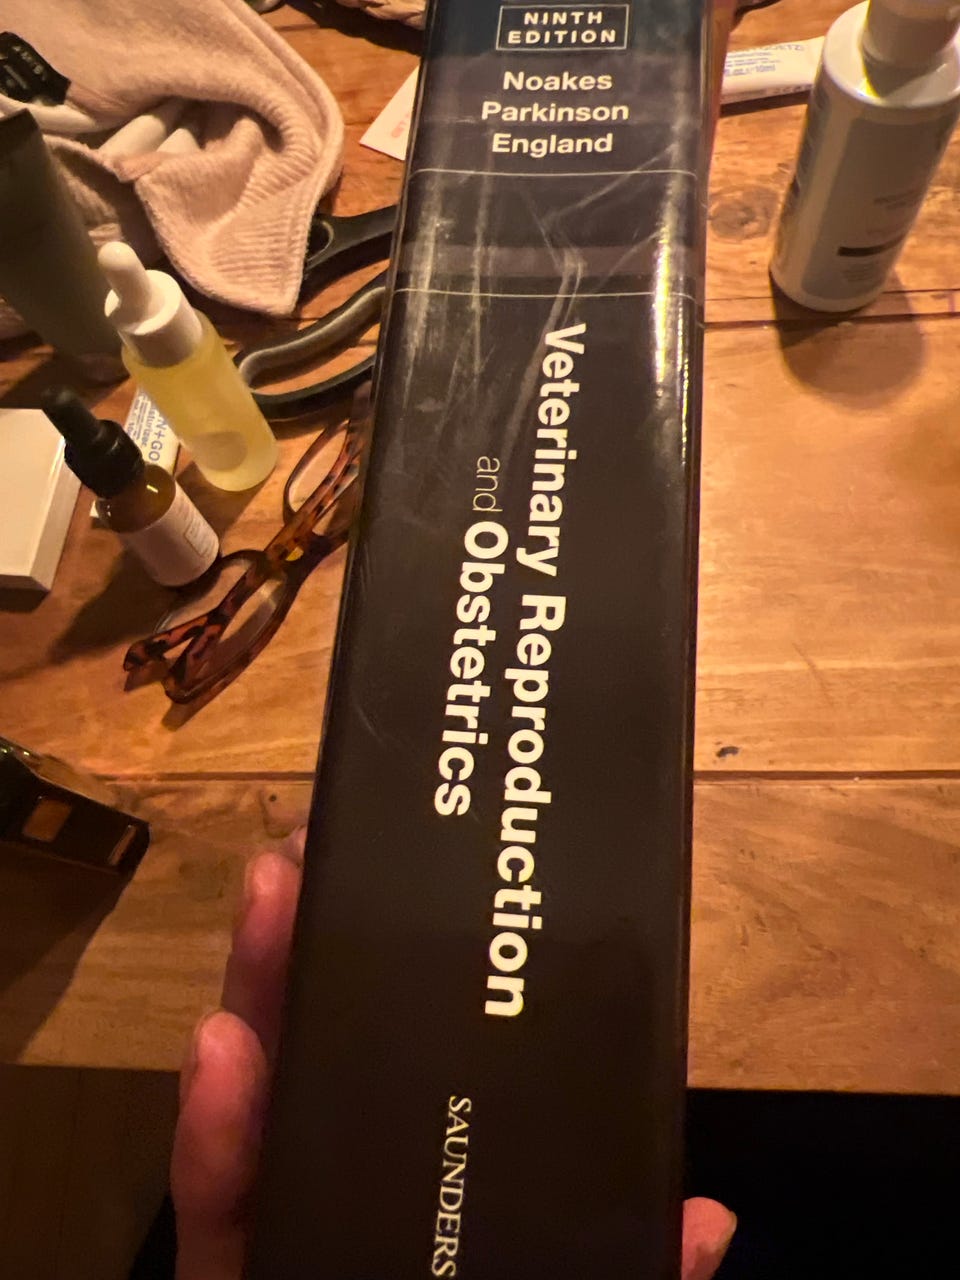 NINTH
EDITION
Noakes
Parkinson
England
Veterinary Reproduction
and Obstetrics
SAUNDERS